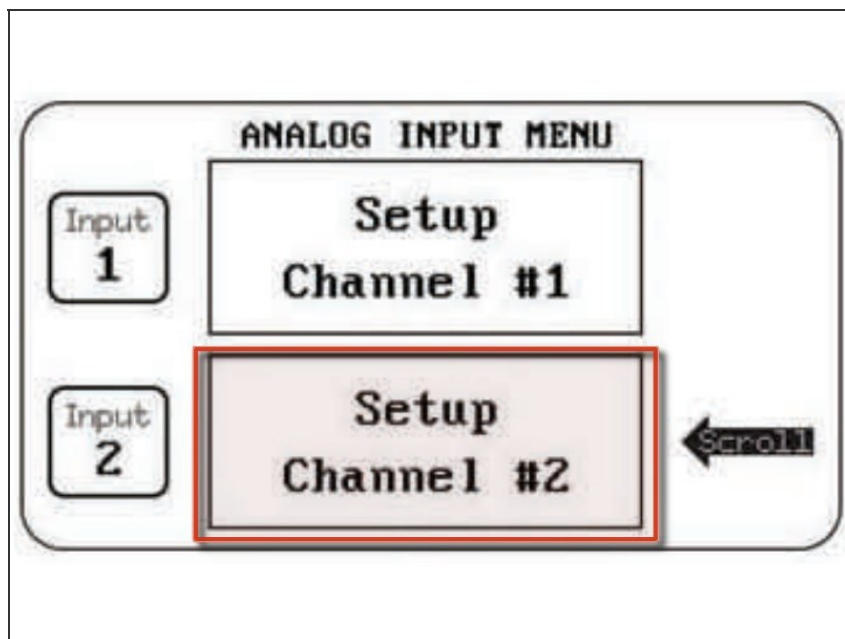 ANALOG INPUT MENU
Input
1
Setup
Channel #1
Input
2
Setup
Channel #2
Scroll